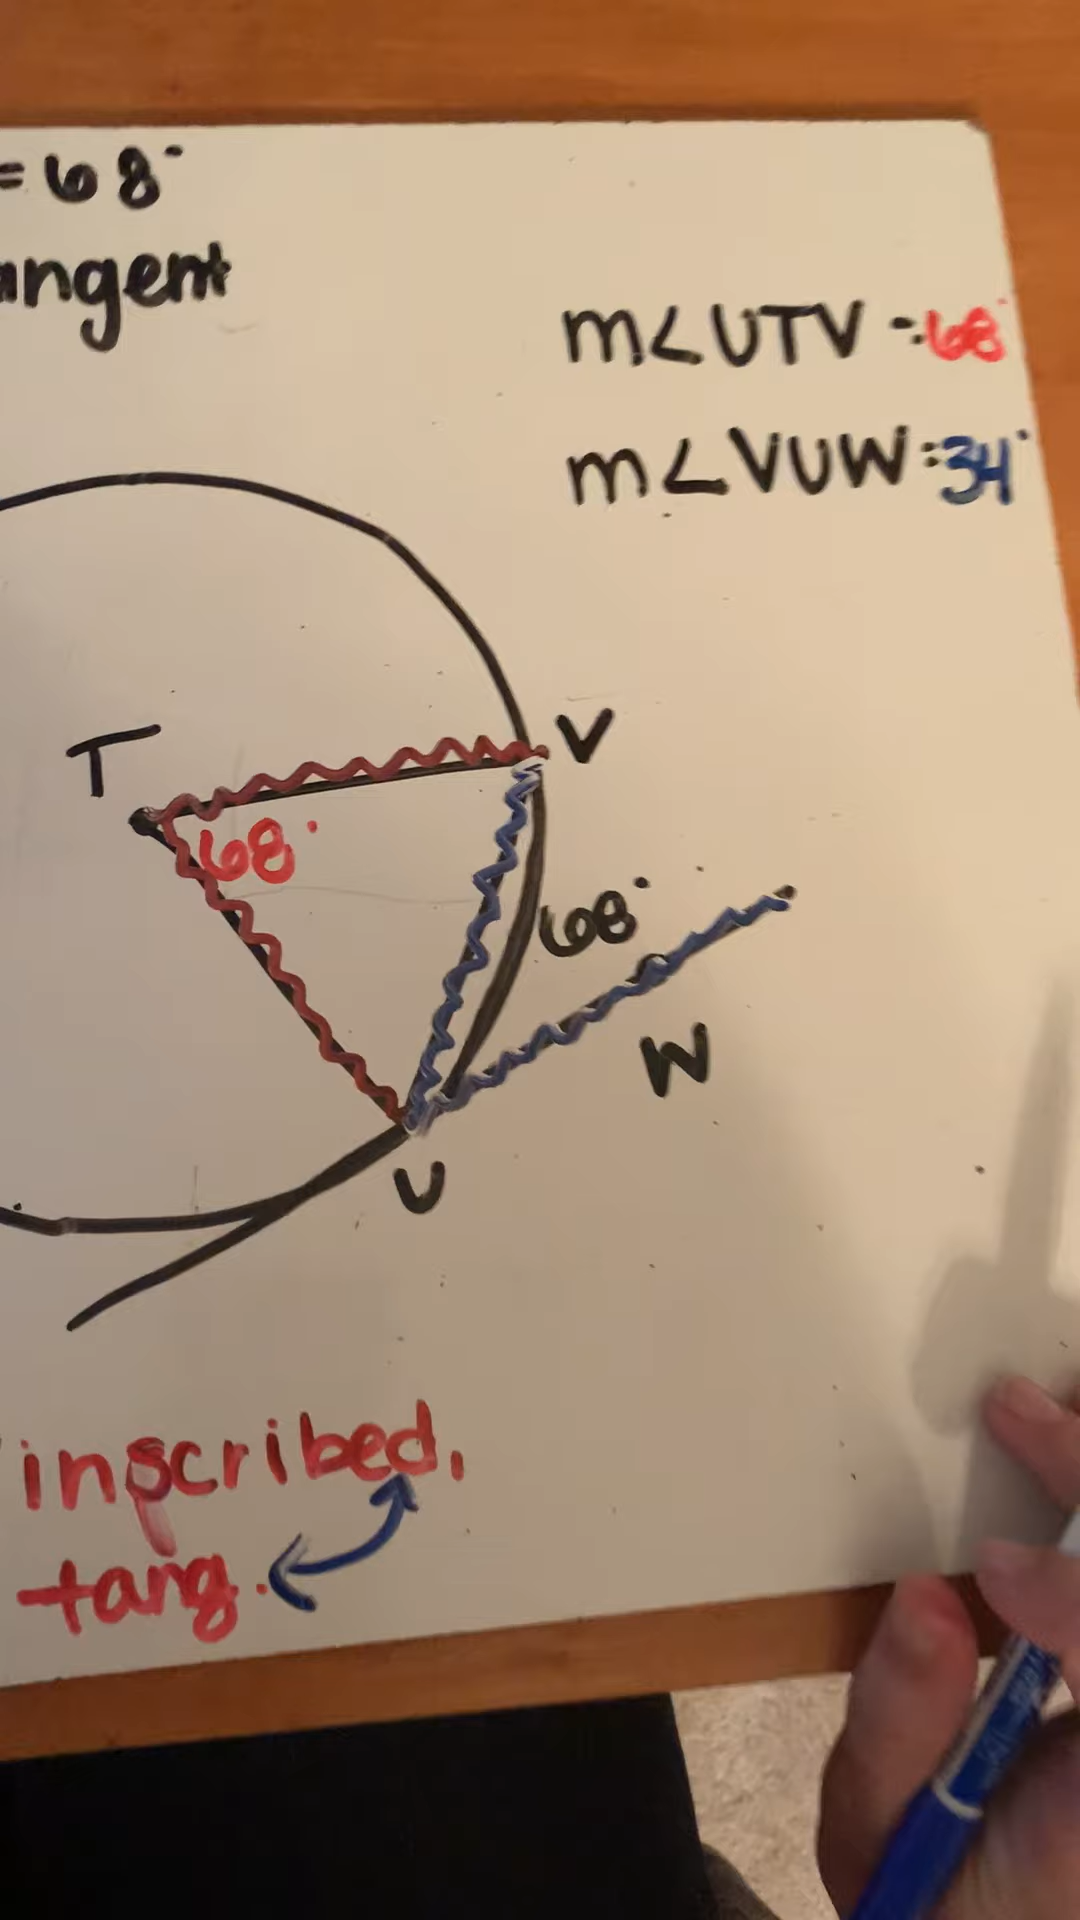 = 68°
angent
m∠UTV = 68°
m∠VUW = 34°
T
V
68°
68°
W
U
inscribed,
tang.